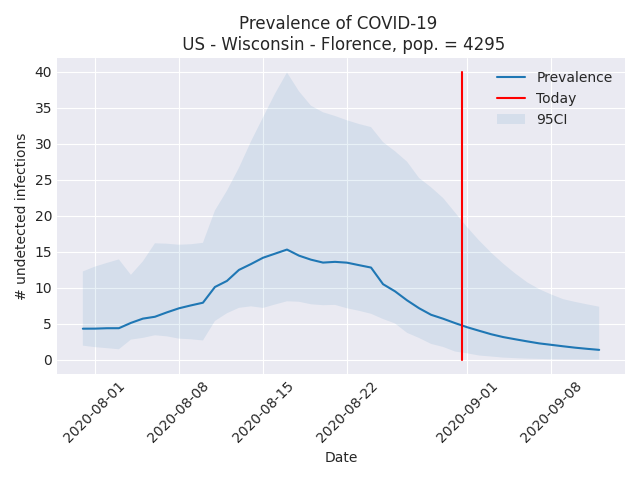 Prevalence of COVID-19
US - Wisconsin - Florence, pop. = 4295
40
35
30
25
20
15
10
5
0
# undetected infections
Prevalence
Today
95CI
2020-08-01
2020-08-08
2020-08-15
2020-08-22
2020-09-01
2020-09-08
Date